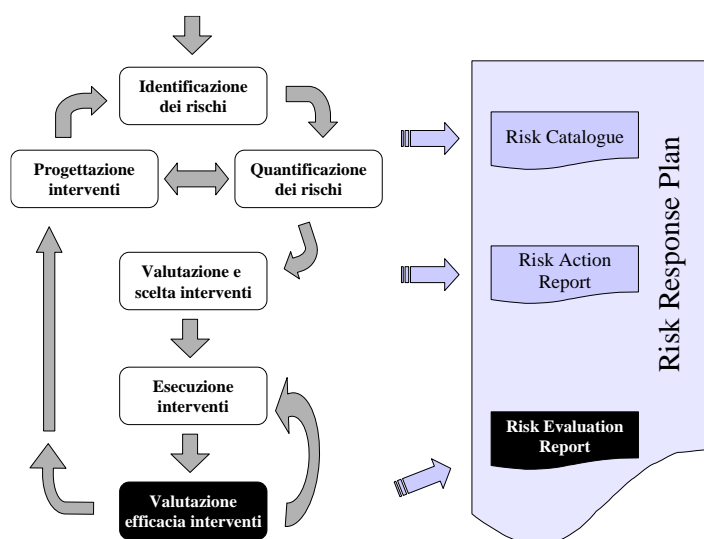 Identificazione
dei rischi
Progettazione
interventi
Quantificazione
dei rischi
Valutazione e
scelta interventi
Esecuzione
interventi
Valutazione
efficacia interventi
Risk Catalogue
Risk Action
Report
Risk Evaluation
Report
Risk Response Plan